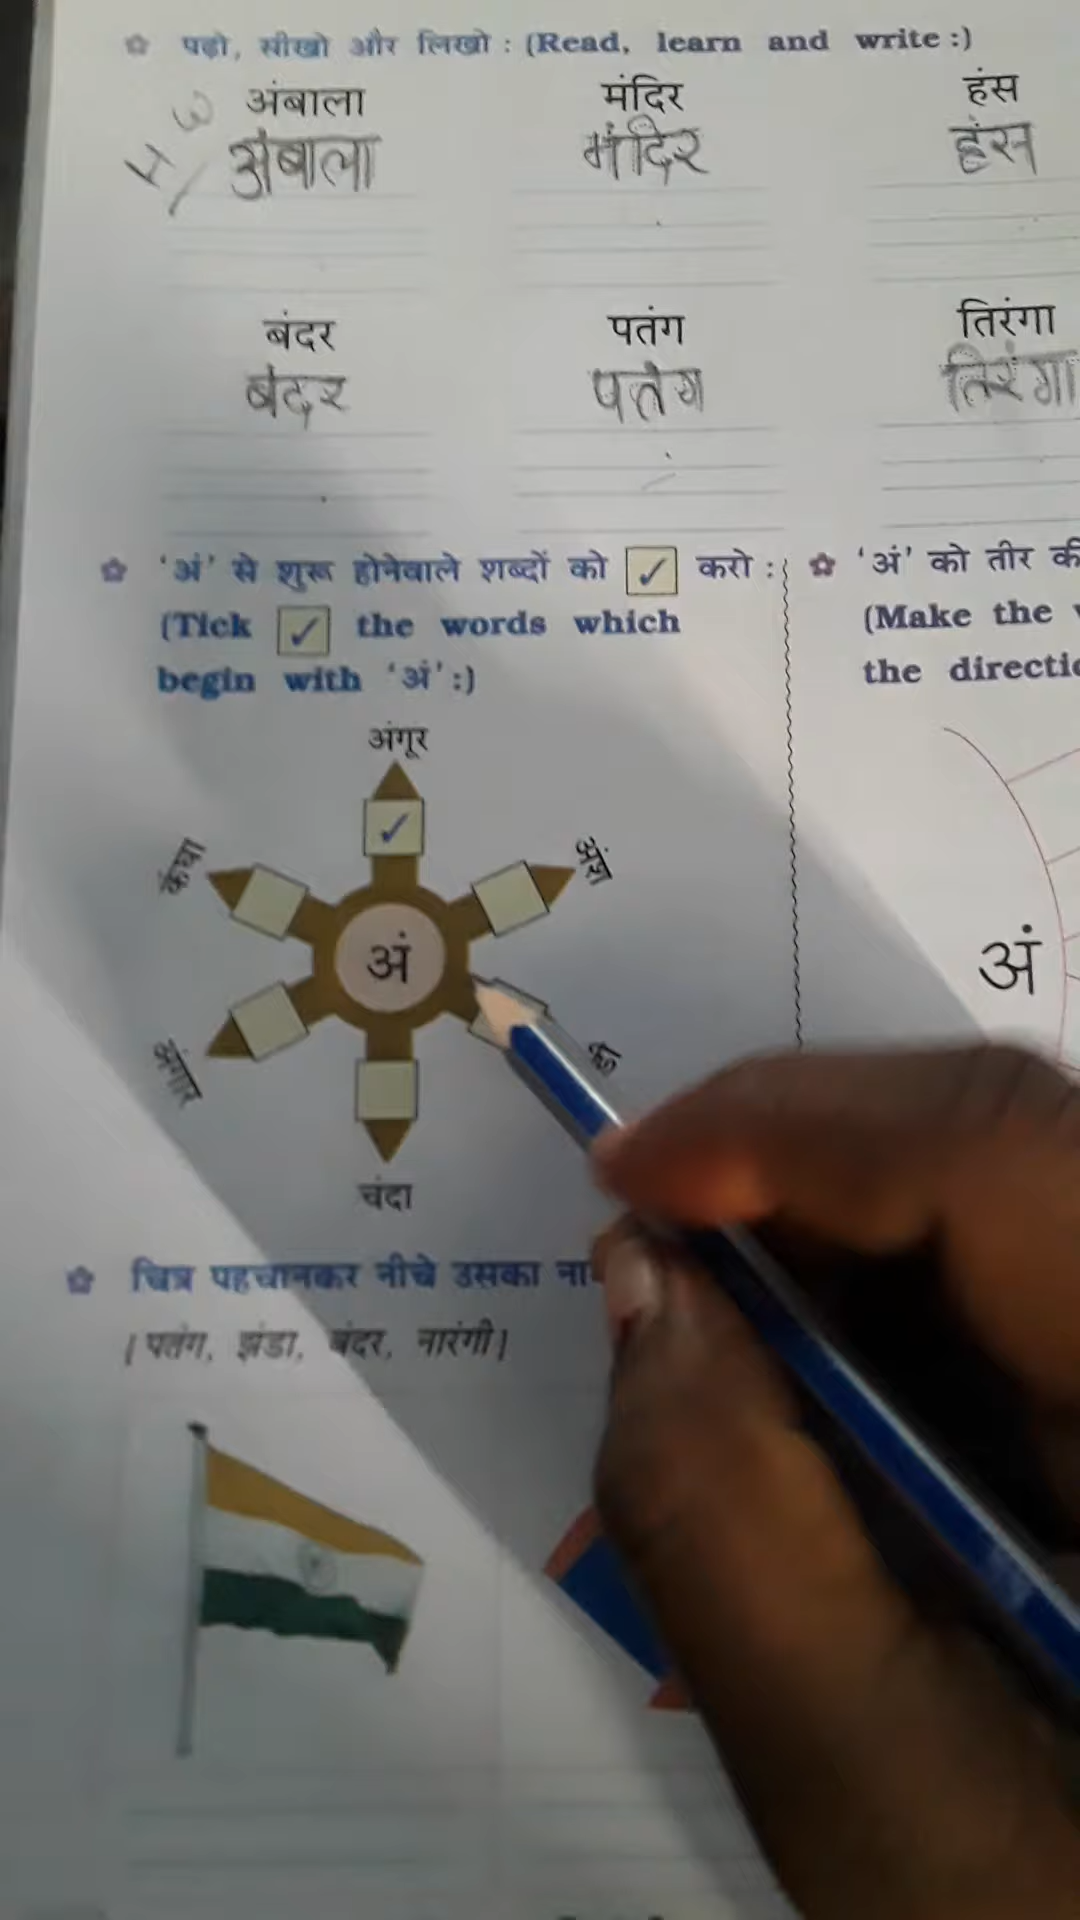 पढ़ो, सीखो और लिखो : (Read, learn and write :)
अंबाला मंदिर हंस
अंबाला मंदिर हंस
बंदर पतंग तिरंगा
बंदर पतंग तिरंगा
'अं' से शुरू होनेवाले शब्दों को ✓ करो :
(Tick ✓ the words which
begin with 'अं' :)
अंगूर
कंघा
अंश
अं
अंगार
चंदा
'अं' को तीर की
(Make the
the directio
अं
चित्र पहचानकर नीचे उसका ना
(पतंग, झंडा, बंदर, नारंगी)